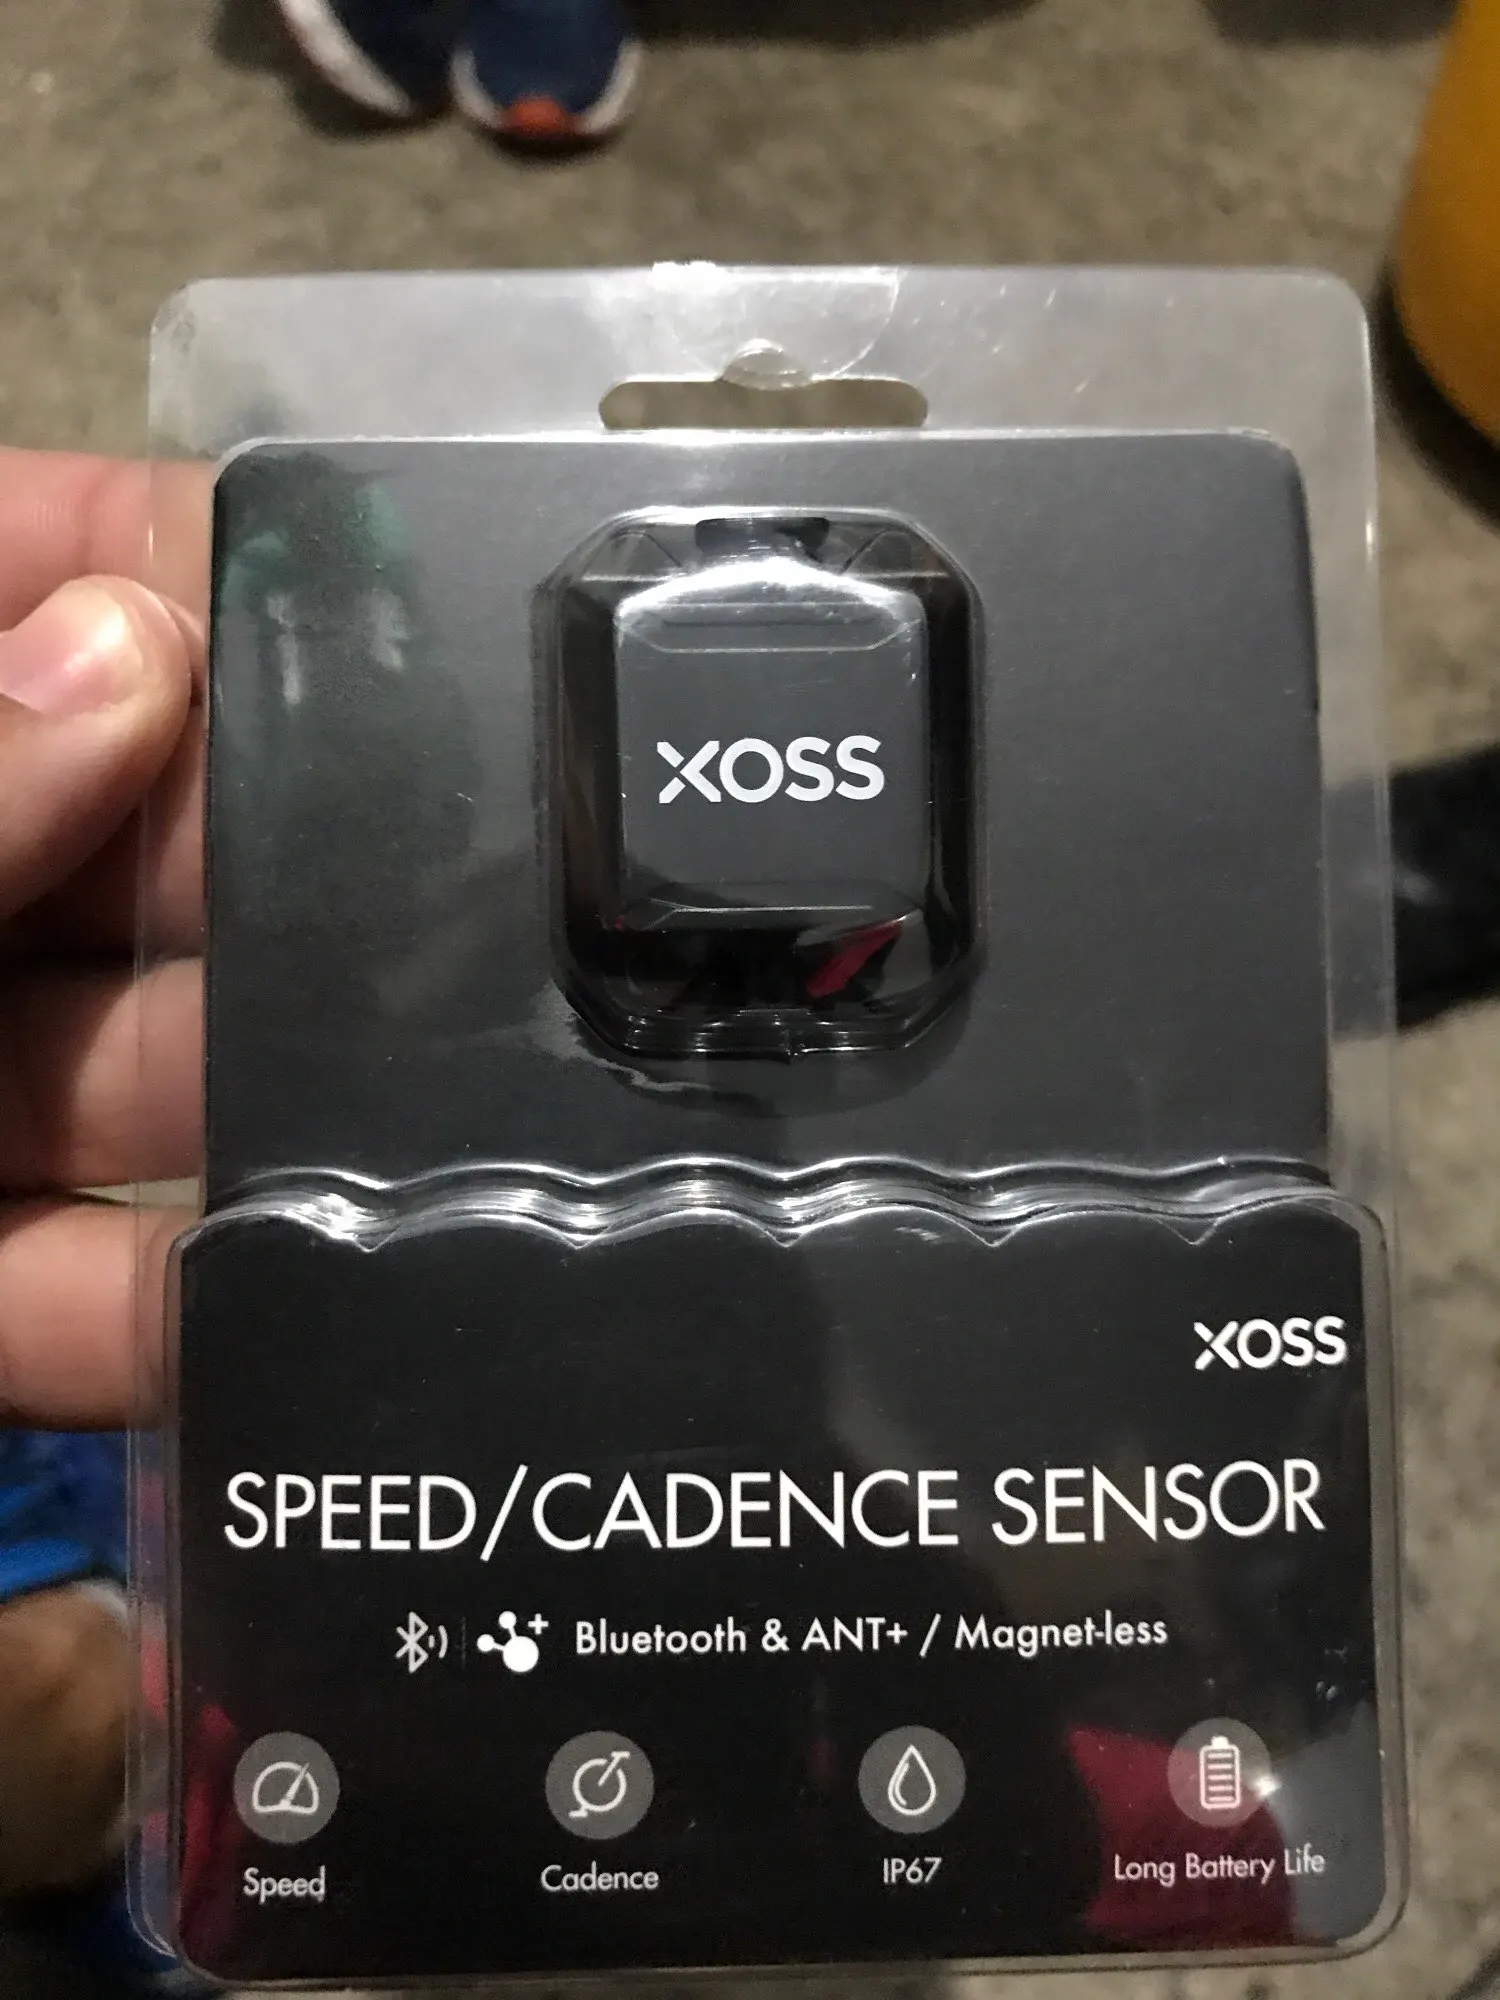 XOSS
XOSS
SPEED/CADENCE SENSOR
Bluetooth & ANT+ / Magnet-less
Speed
Cadence
IP67
Long Battery Life